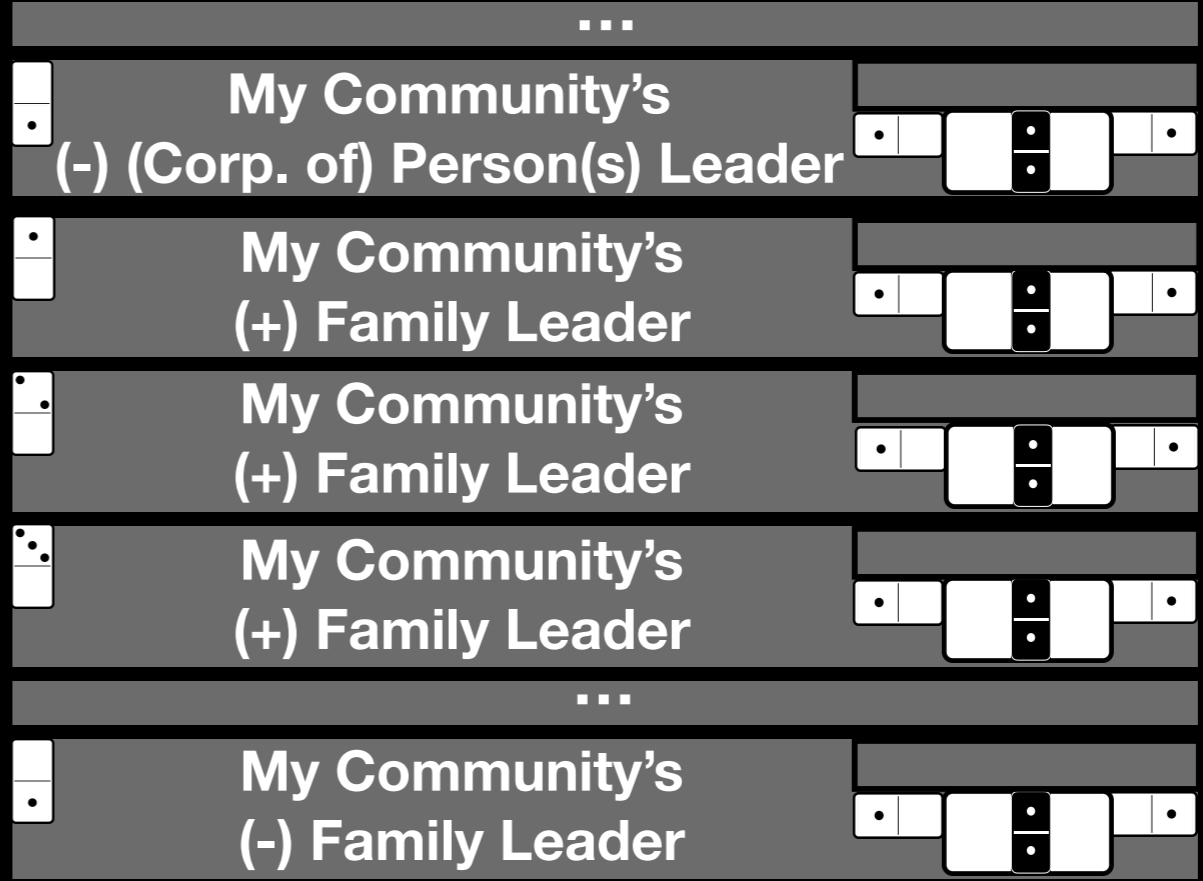 ...
My Community’s
(-) (Corp. of) Person(s) Leader
My Community’s
(+) Family Leader
My Community’s
(+) Family Leader
My Community’s
(+) Family Leader
...
My Community’s
(-) Family Leader